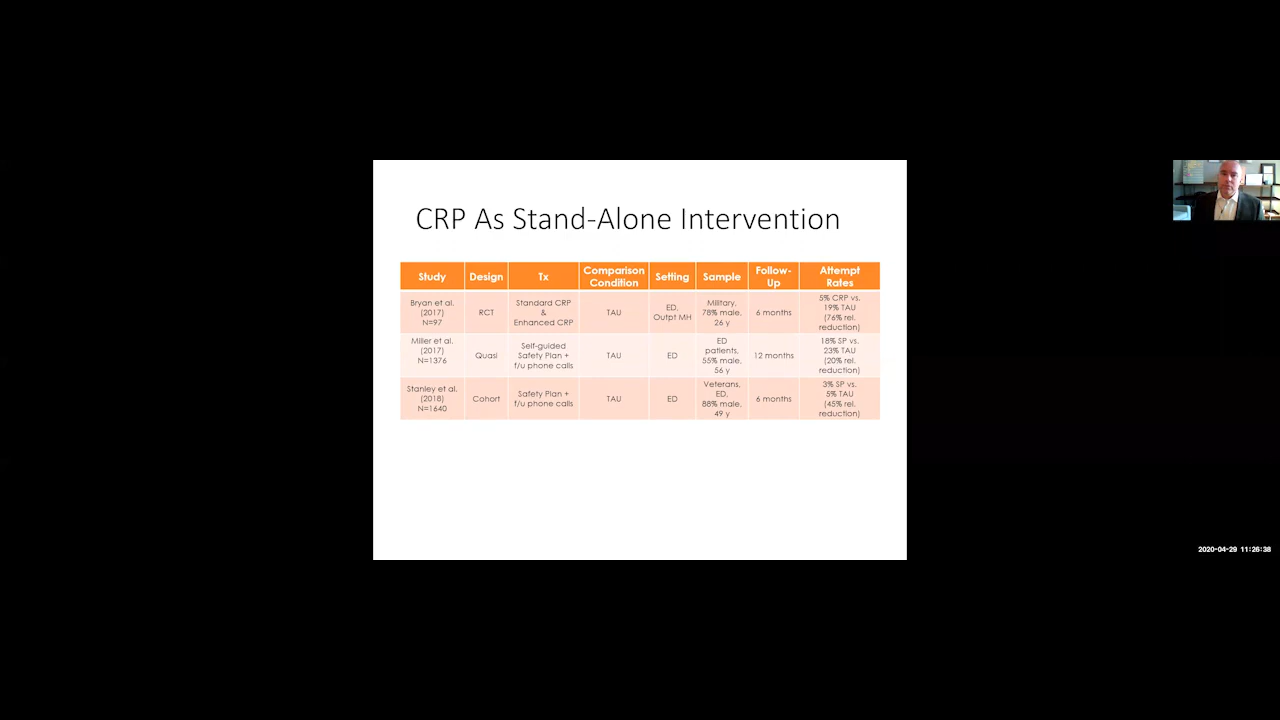 CRP As Stand-Alone Intervention
Study
Design
Tx
Comparison
Condition
Setting
Sample
Follow-
Up
Attempt
Rates
Bryan et al.
(2017)
N=97
RCT
Standard CRP
&
Enhanced CRP
TAU
ED,
Outpt MH
Military,
78% male,
26 y
6 months
5% CRP vs.
19% TAU
(76% rel.
reduction)
Miller et al.
(2017)
N=1376
Quasi
Self-guided
Safety Plan +
f/u phone calls
TAU
ED
ED
patients,
55% male,
56 y
12 months
18% SP vs.
23% TAU
(20% rel.
reduction)
Stanley et al.
(2018)
N=1640
Cohort
Safety Plan +
f/u phone calls
TAU
ED
Veterans,
ED,
88% male,
49 y
6 months
3% SP vs.
5% TAU
(45% rel.
reduction)
2020-04-29 11:26:38